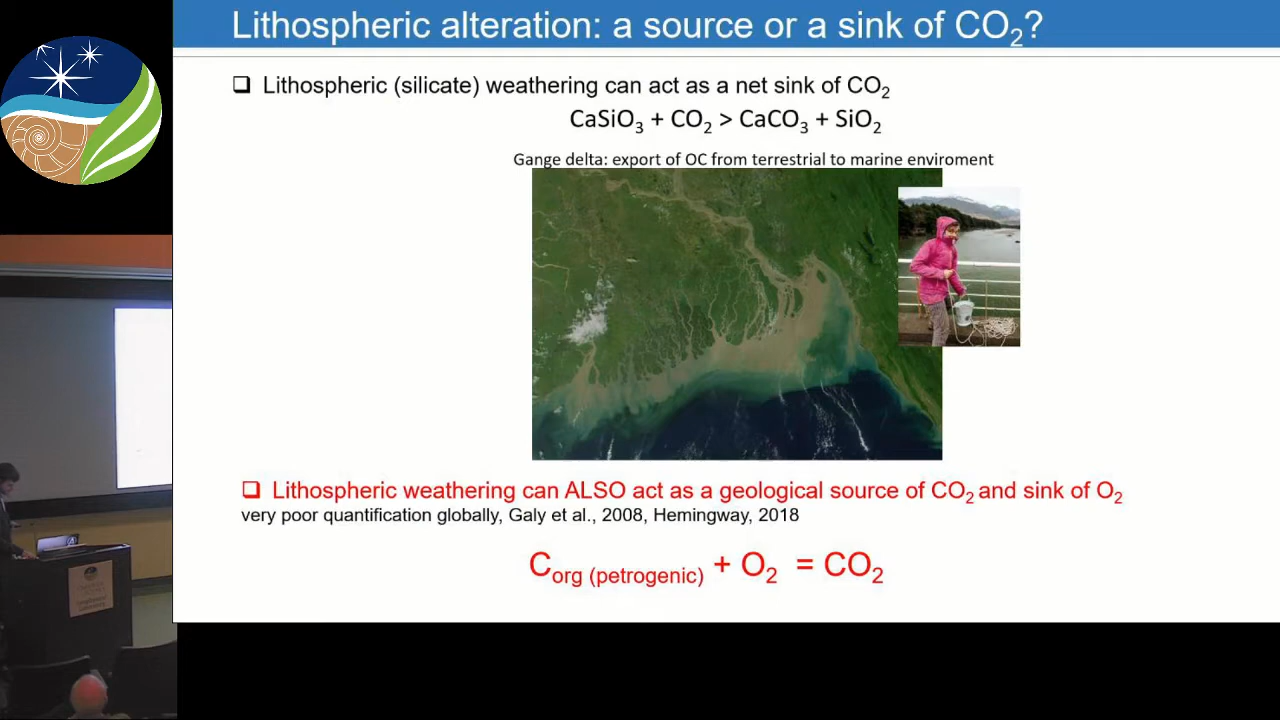 Lithospheric alteration: a source or a sink of CO₂?
❑ Lithospheric (silicate) weathering can act as a net sink of CO₂
CaSiO₃ + CO₂ > CaCO₃ + SiO₂
Gange delta: export of OC from terrestrial to marine enviroment
❑ Lithospheric weathering can ALSO act as a geological source of CO₂ and sink of O₂
very poor quantification globally, Galy et al., 2008, Hemingway, 2018
C_org (petrogenic) + O₂ = CO₂